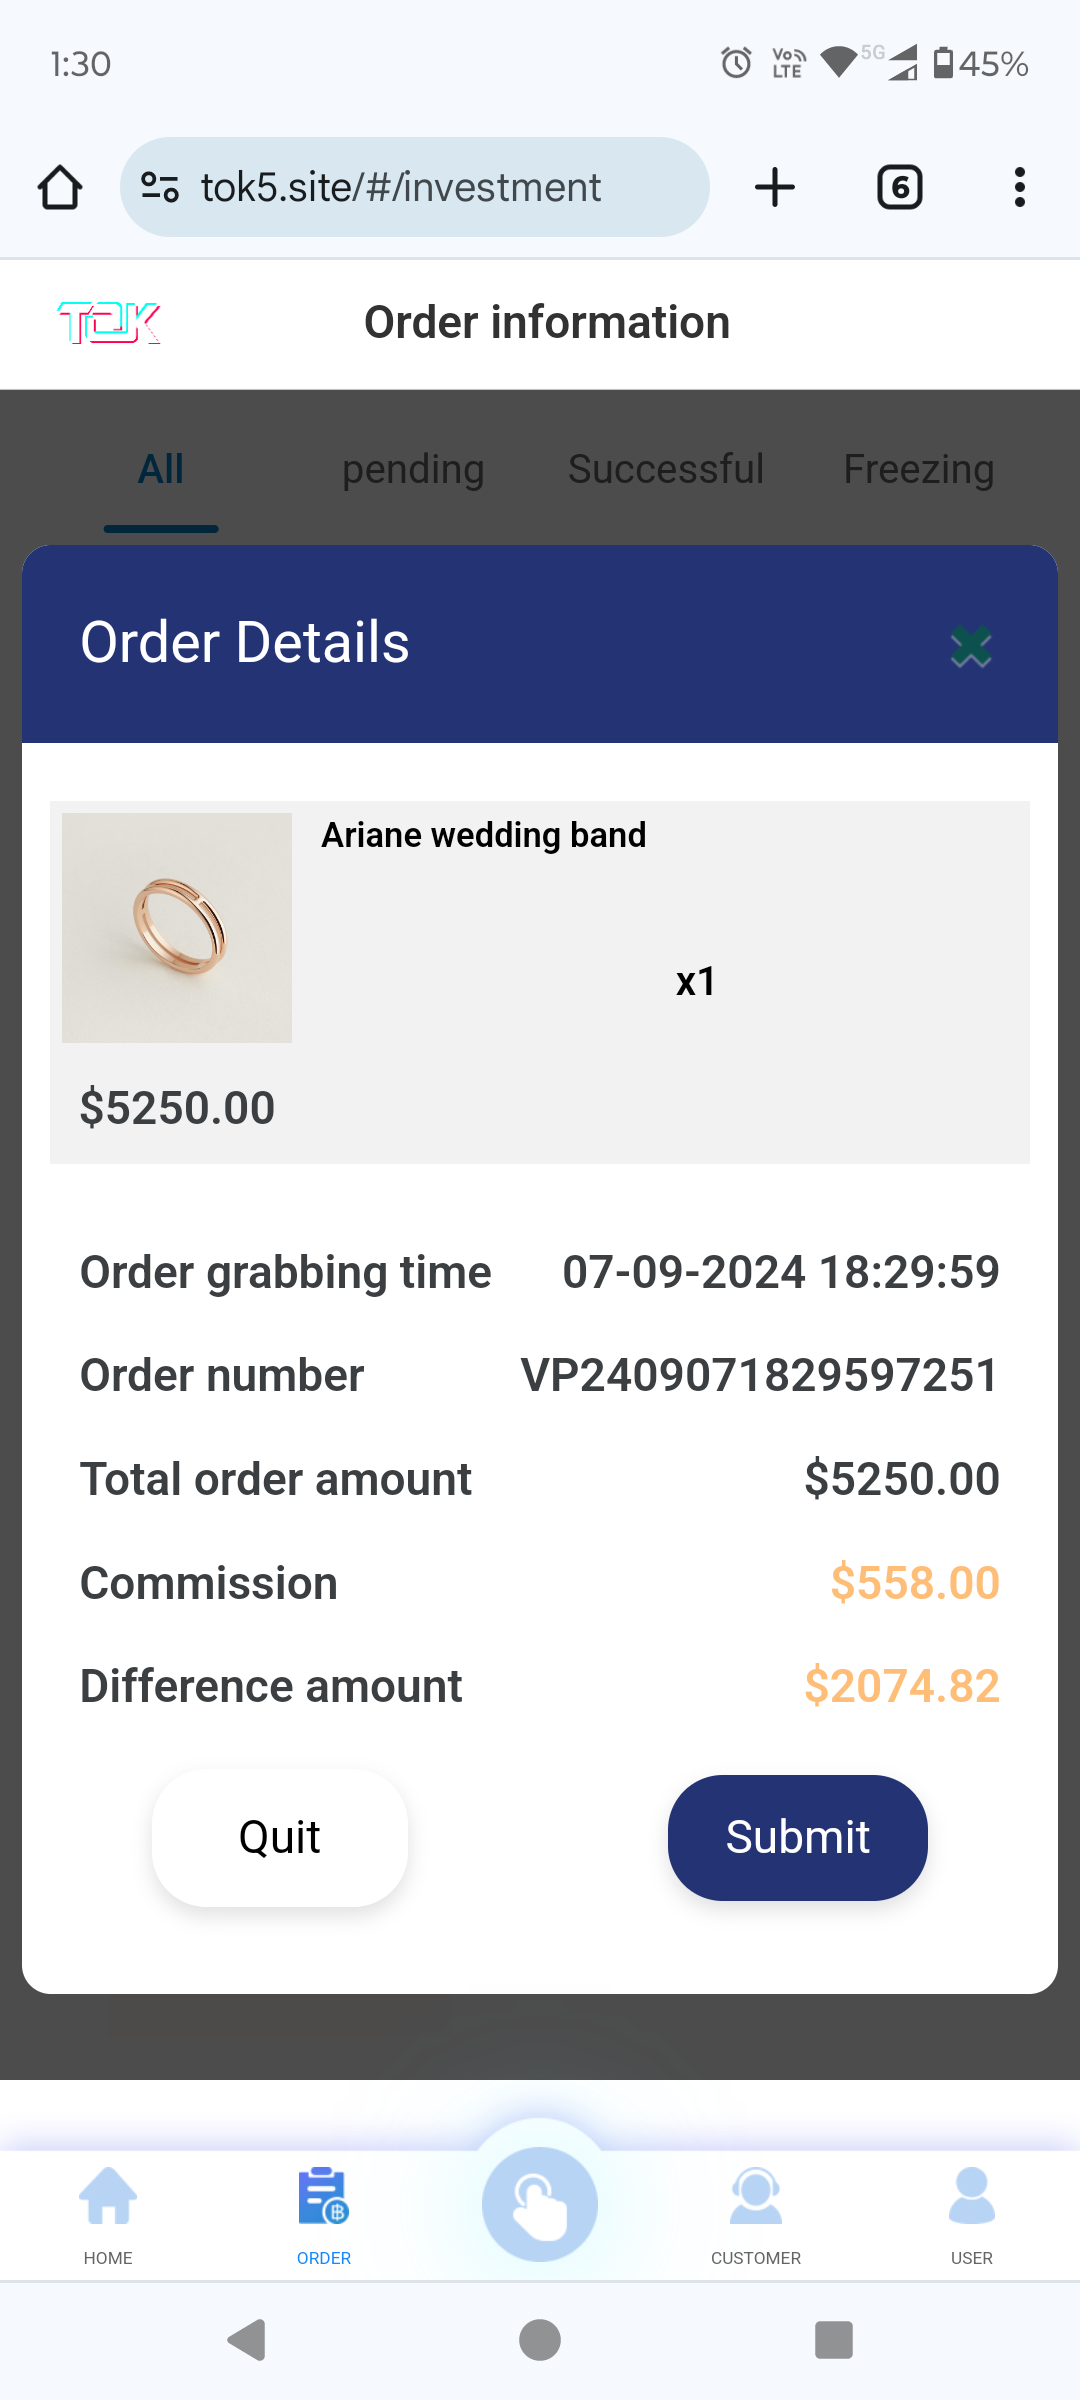 1:30
Vo
LTE
5G
45%
tok5.site/#/investment
6
TOK
Order information
All pending Successful Freezing
Order Details
Ariane wedding band
x1
$5250.00
Order grabbing time 07-09-2024 18:29:59
Order number VP2409071829597251
Total order amount $5250.00
Commission $558.00
Difference amount $2074.82
Quit Submit
HOME ORDER CUSTOMER USER